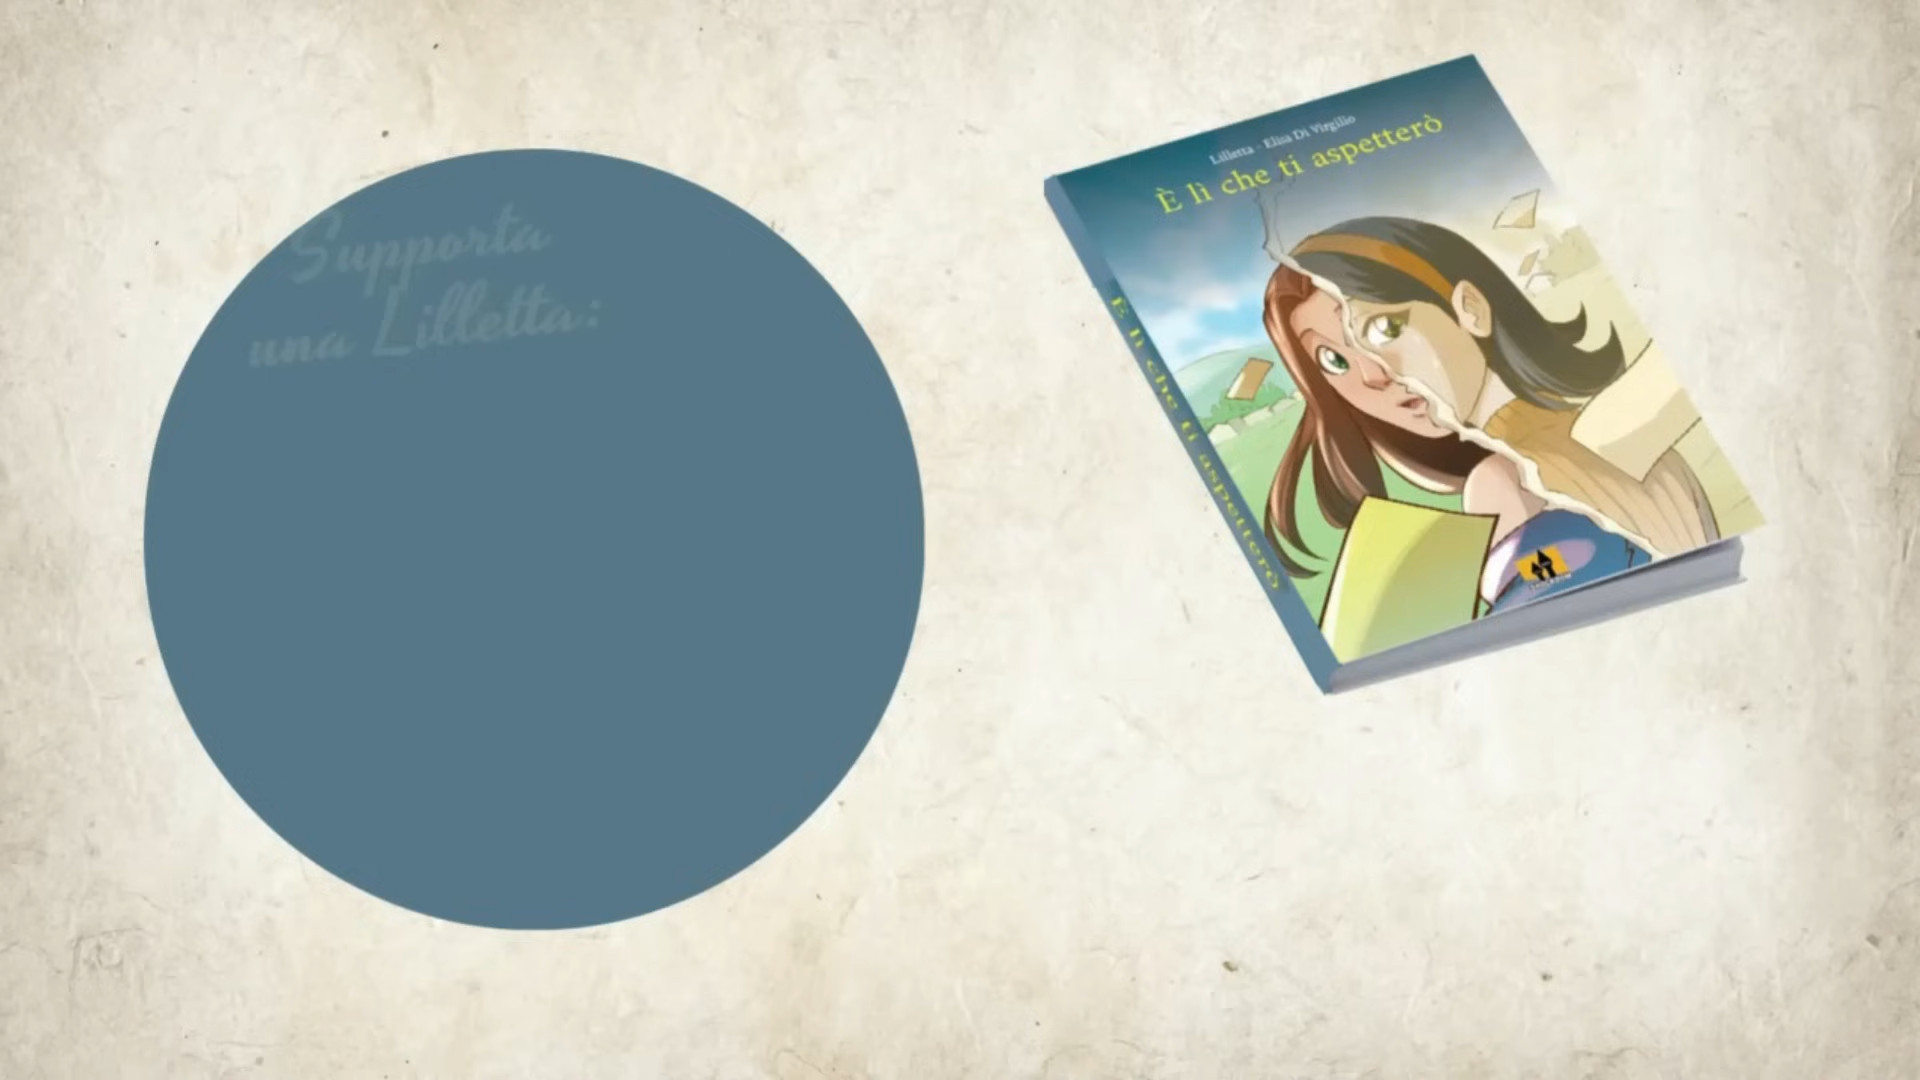 Supporta
una Lilletta:
Lilletta - Elisa Di Virgilio
È lì che ti aspetterò
È lì che ti aspetterò